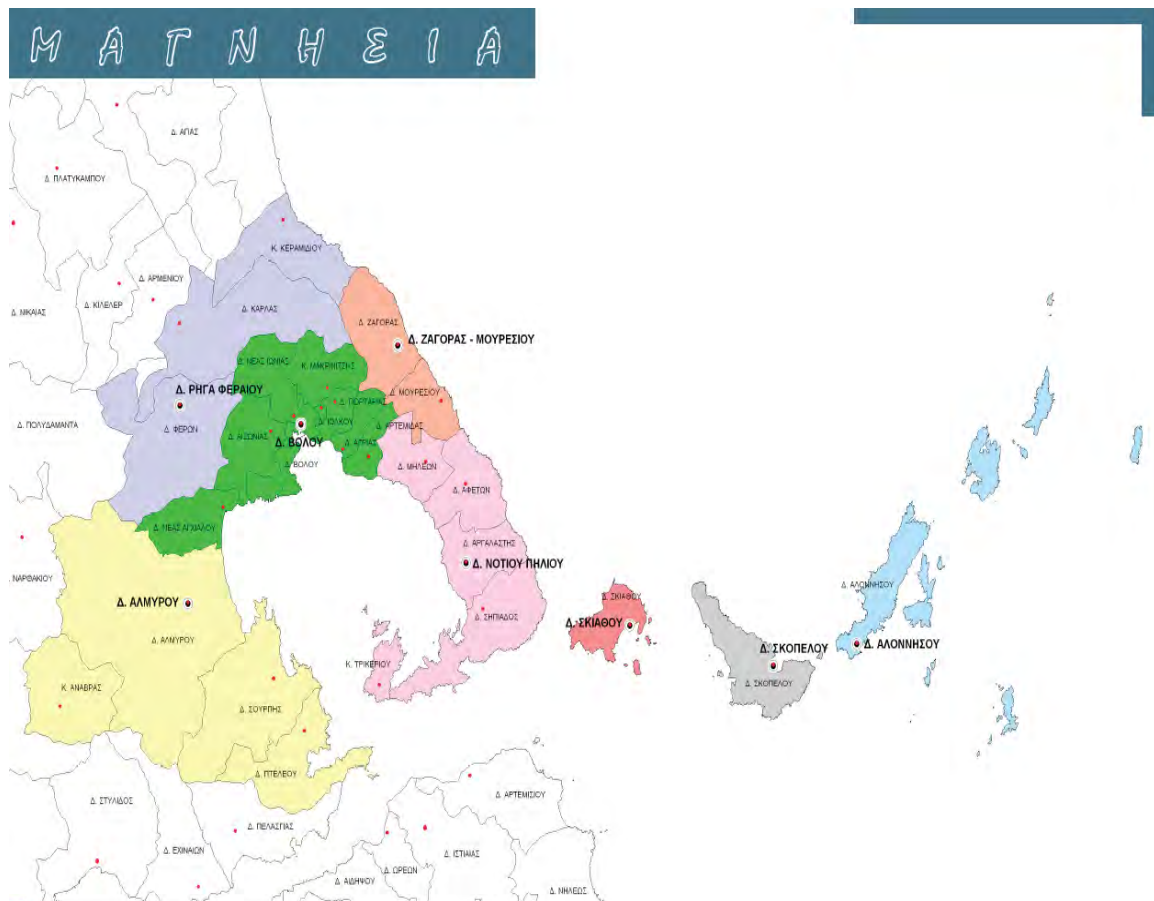 ΜΑΓΝΗΣΙΑ
Δ. ΑΓΙΑΣ
Δ. ΠΛΑΤΥΚΑΜΠΟΥ
Κ. ΚΕΡΑΜΙΔΙΟΥ
Δ. ΑΡΜΕΝΙΟΥ
Δ. ΚΙΛΕΛΕΡ
Δ. ΝΙΚΑΙΑΣ
Δ. ΚΑΡΛΑΣ
Δ. ΖΑΓΟΡΑΣ
Δ. ΖΑΓΟΡΑΣ - ΜΟΥΡΕΣΙΟΥ
Δ. ΝΕΑΣ ΙΩΝΙΑΣ
Κ. ΜΑΚΡΙΝΙΤΣΗΣ
Δ. ΡΗΓΑ ΦΕΡΑΙΟΥ
Δ. ΜΟΥΡΕΣΙΟΥ
Δ. ΠΟΡΤΑΡΙΑΣ
Δ. ΦΕΡΩΝ
Δ. ΙΩΛΚΟΥ
Δ. ΑΡΤΕΜΙΔΑΣ
Δ. ΠΟΛΥΔΑΜΑΝΤΑ
Δ. ΑΙΣΩΝΙΑΣ
Δ. ΒΟΛΟΥ
Δ. ΑΓΡΙΑΣ
Δ. ΒΟΛΟΥ
Δ. ΜΗΛΕΩΝ
Δ. ΑΦΕΤΩΝ
Δ. ΝΕΑΣ ΑΓΧΙΑΛΟΥ
Δ. ΑΡΓΑΛΑΣΤΗΣ
Δ. ΝΟΤΙΟΥ ΠΗΛΙΟΥ
ΝΑΡΘΑΚΙΟΥ
Δ. ΑΛΟΝΝΗΣΟΥ
Δ. ΣΚΙΑΘΟΥ
Δ. ΑΛΜΥΡΟΥ
Δ. ΣΗΠΙΑΔΟΣ
Δ. ΣΚΙΑΘΟΥ
Δ. ΑΛΜΥΡΟΥ
Δ. ΣΚΟΠΕΛΟΥ
Δ. ΑΛΟΝΝΗΣΟΥ
Κ. ΤΡΙΚΕΡΙΟΥ
Κ. ΑΝΑΒΡΑΣ
Δ. ΣΚΟΠΕΛΟΥ
Δ. ΣΟΥΡΠΗΣ
Δ. ΠΤΕΛΕΟΥ
Δ. ΑΡΤΕΜΙΣΙΟΥ
Δ. ΣΤΥΛΙΔΟΣ
Δ. ΠΕΛΑΣΓΙΑΣ
Δ. ΕΧΙΝΑΙΩΝ
Δ. ΙΣΤΙΑΙΑΣ
Δ. ΩΡΕΩΝ
Δ. ΑΙΔΗΨΟΥ
Δ. ΝΗΛΕΩΣ